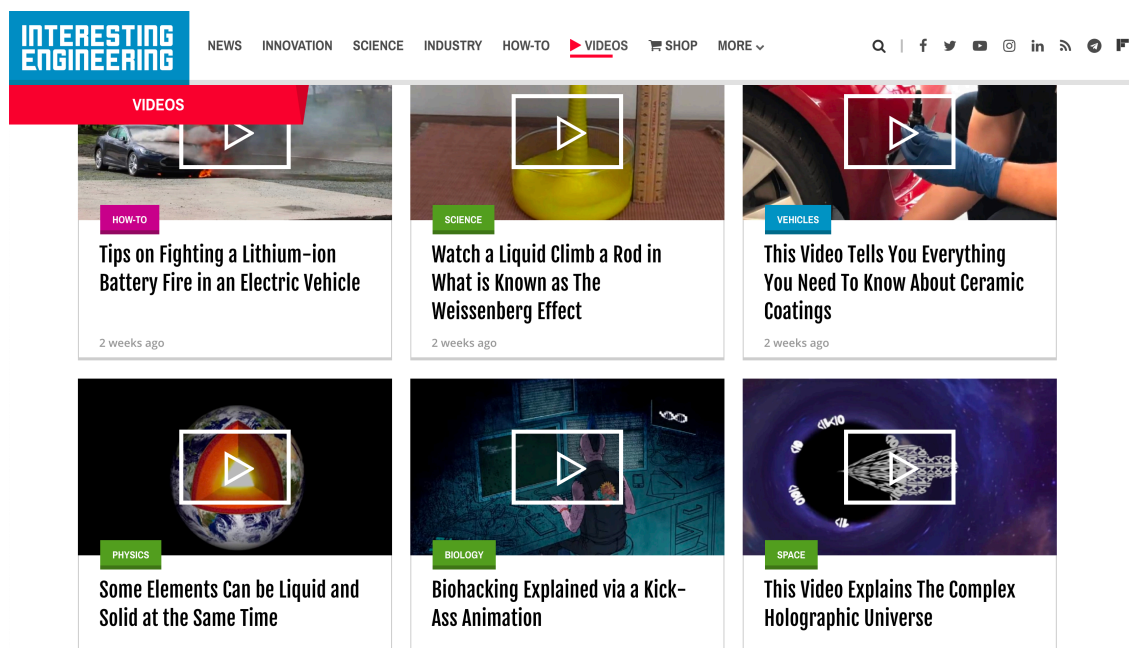 INTERESTING
ENGINEERING
NEWS INNOVATION SCIENCE INDUSTRY HOW-TO VIDEOS SHOP MORE
VIDEOS
HOW-TO
Tips on Fighting a Lithium-ion
Battery Fire in an Electric Vehicle
2 weeks ago
SCIENCE
Watch a Liquid Climb a Rod in
What is Known as The
Weissenberg Effect
2 weeks ago
VEHICLES
This Video Tells You Everything
You Need To Know About Ceramic
Coatings
2 weeks ago
PHYSICS
Some Elements Can be Liquid and
Solid at the Same Time
BIOLOGY
Biohacking Explained via a Kick-
Ass Animation
SPACE
This Video Explains The Complex
Holographic Universe